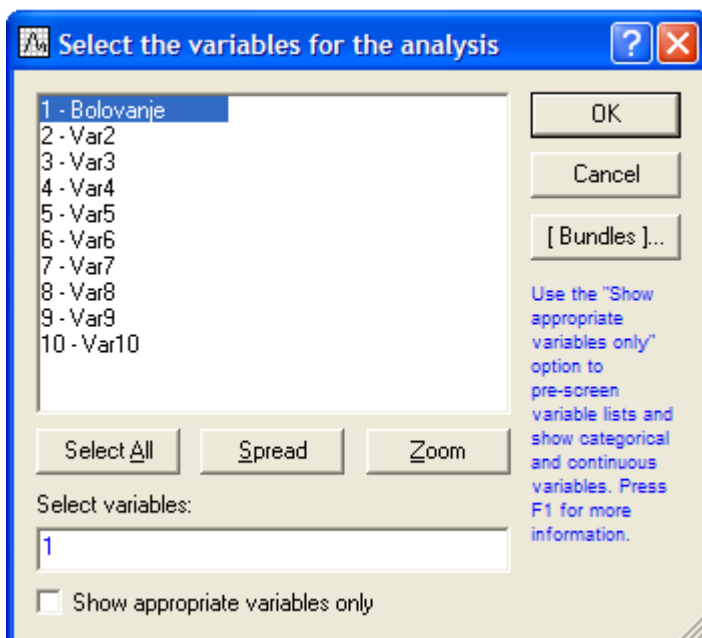 Select the variables for the analysis
1 - Bolovanje
2 - Var2
3 - Var3
4 - Var4
5 - Var5
6 - Var6
7 - Var7
8 - Var8
9 - Var9
10 - Var10
OK
Cancel
[ Bundles ]...
Use the "Show
appropriate
variables only"
option to
pre-screen
variable lists and
show categorical
and continuous
variables. Press
F1 for more
information.
Select All
Spread
Zoom
Select variables:
1
Show appropriate variables only